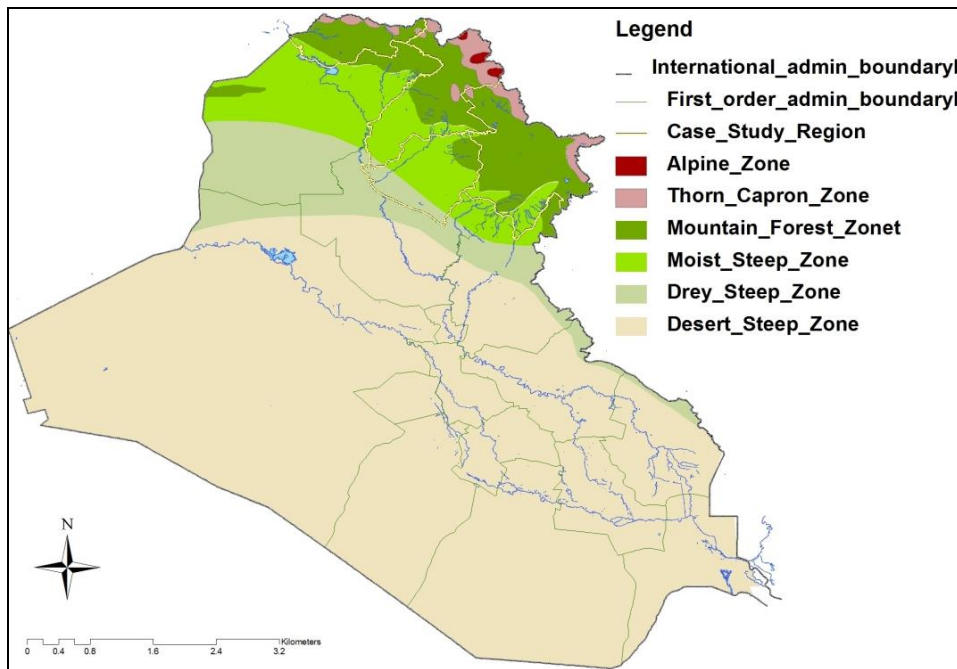 Legend
International_admin_boundaryl
First_order_admin_boundaryl
Case_Study_Region
Alpine_Zone
Thorn_Capron_Zone
Mountain_Forest_Zonet
Moist_Steep_Zone
Drey_Steep_Zone
Desert_Steep_Zone
N
Kilometers
0 0.4 0.8 1.6 2.4 3.2